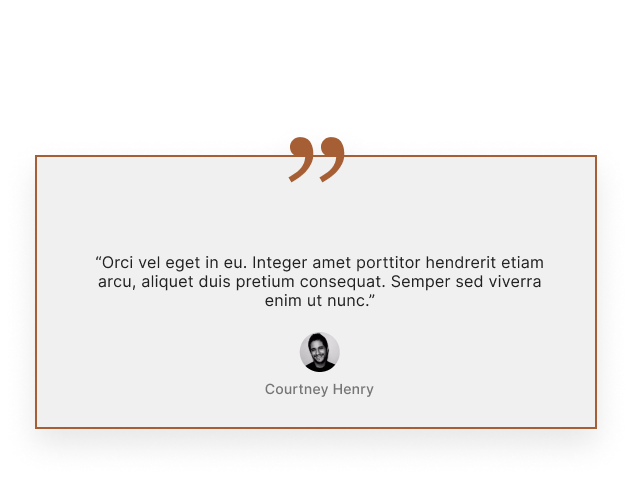 ”
“Orci vel eget in eu. Integer amet porttitor hendrerit etiam
arcu, aliquet duis pretium consequat. Semper sed viverra
enim ut nunc.”
Courtney Henry